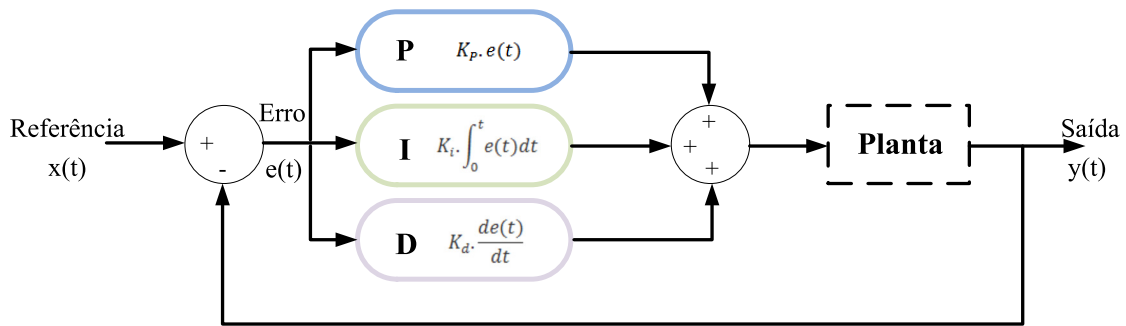 Referência
x(t)
+
-
Erro
e(t)
P K_P.e(t)
I K_i.∫_0^t e(t)dt
D K_d.de(t)/dt
+
+
+
Planta
Saída
y(t)